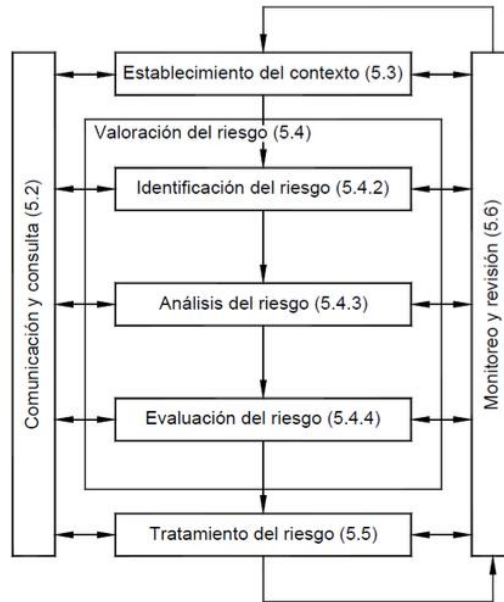 Establecimiento del contexto (5.3)
Valoración del riesgo (5.4)
Identificación del riesgo (5.4.2)
Análisis del riesgo (5.4.3)
Evaluación del riesgo (5.4.4)
Tratamiento del riesgo (5.5)
Comunicación y consulta (5.2)
Monitoreo y revisión (5.6)